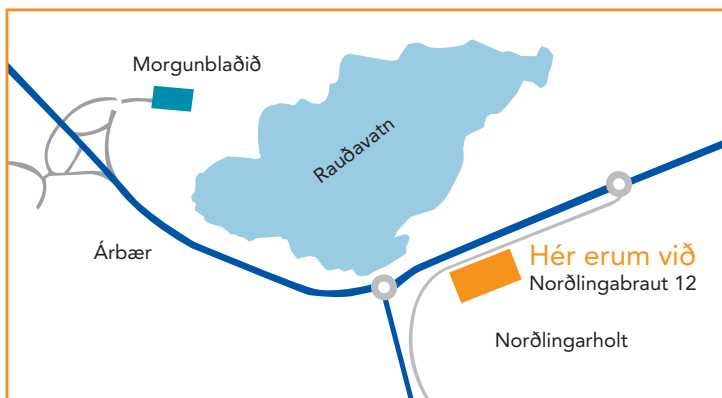 Morgunblaðið
Rauðavatn
Árbær
Hér erum við
Norðlingabraut 12
Norðlingarholt